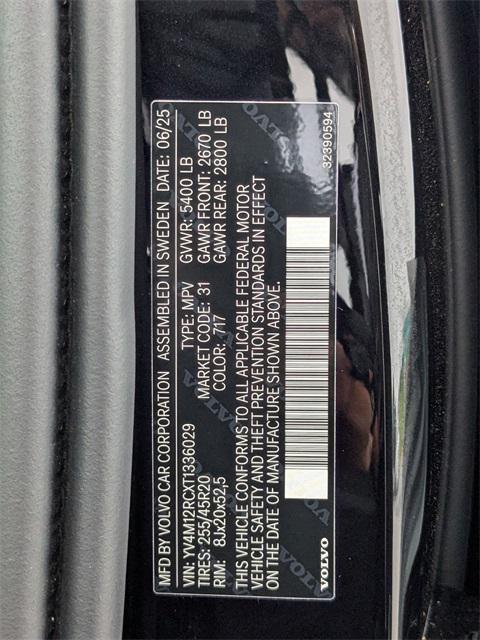 MFD BY VOLVO CAR CORPORATION ASSEMBLED IN SWEDEN DATE: 06/25
VIN: YV4M12RCXT1336029 TYPE: MPV GVWR: 5400 LB
TIRES: 255/45R20 MARKET CODE: 31 GAWR FRONT: 2670 LB
RIM: 8Jx20x52,5 COLOR: 717 GAWR REAR: 2800 LB
THIS VEHICLE CONFORMS TO ALL APPLICABLE FEDERAL MOTOR
VEHICLE SAFETY AND THEFT PREVENTION STANDARDS IN EFFECT
ON THE DATE OF MANUFACTURE SHOWN ABOVE.
VOLVO 32390594